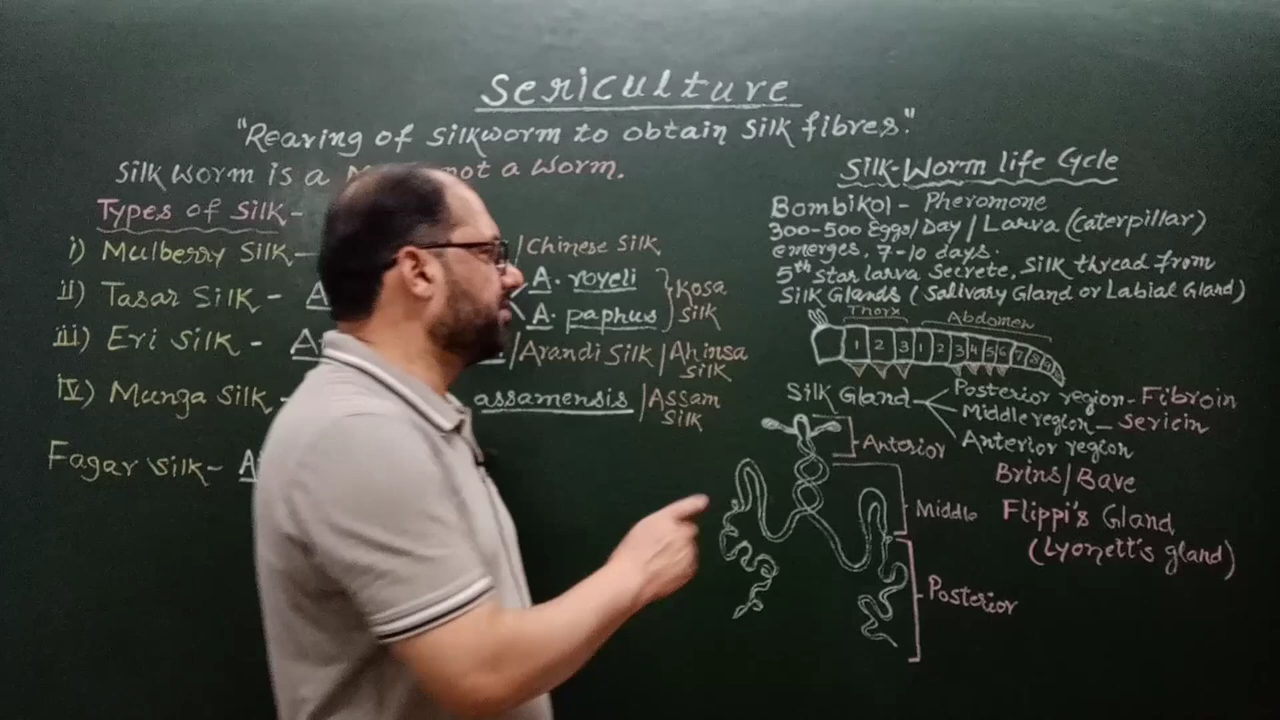 Sericulture
"Rearing of Silkworm to obtain Silk fibres."
Silk worm is a not a worm.
Types of Silk-
i) Mulberry Silk- /Chinese Silk
ii) Tasar Silk - A A. royeli
A. paphus
Kosa
Silk
iii) Eri Silk - /Arandi Silk /Ahinsa
Silk
iv) Munga Silk - assamensis /Assam
Silk
Fagar Silk- A
Silk-Worm life Cycle
Bombikol - Pheromone
300-500 Eggs/Day / Larva (Caterpillar)
emerges, 7-10 days.
5th Star larva Secrete, Silk thread from
Silk Glands (Salivary Gland or Labial Gland)
Thorx Abdomen
1 2 3 1 2 3 4 5 6 7 8 9 10
Silk Gland
Posterior region - Fibroin
Middle region - Sericin
Anterior region
Anterior
Brins/Bave
Middle
Flippi's Gland
(Lyonett's gland)
Posterior